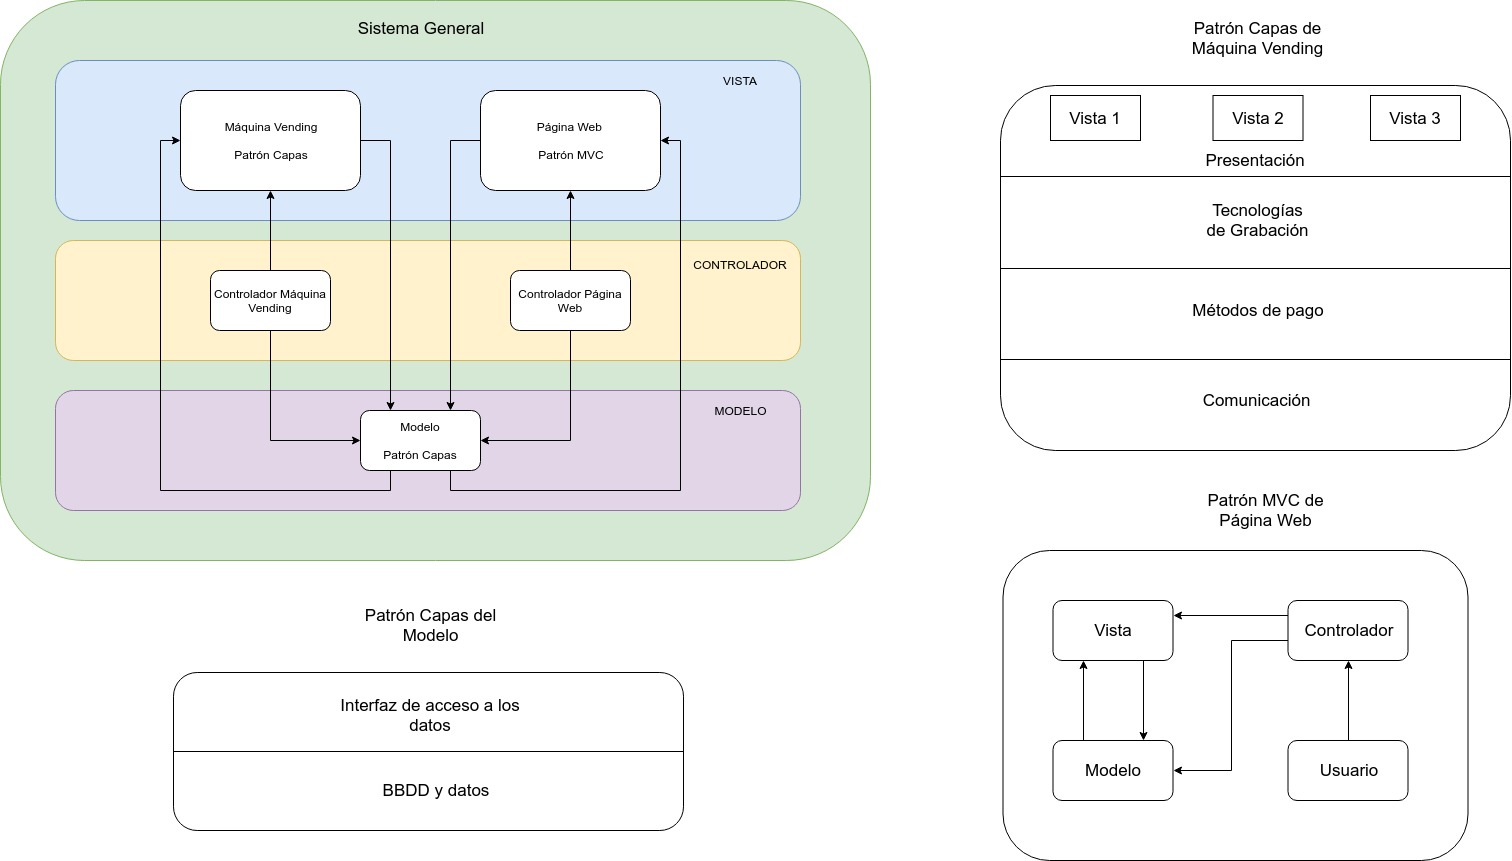 Sistema General
VISTA
Máquina Vending
Patrón Capas
Página Web
Patrón MVC
CONTROLADOR
Controlador Máquina
Vending
Controlador Página
Web
MODELO
Modelo
Patrón Capas
Patrón Capas del
Modelo
Interfaz de acceso a los
datos
BBDD y datos
Patrón Capas de
Máquina Vending
Vista 1
Vista 2
Vista 3
Presentación
Tecnologías
de Grabación
Métodos de pago
Comunicación
Patrón MVC de
Página Web
Vista
Controlador
Modelo
Usuario